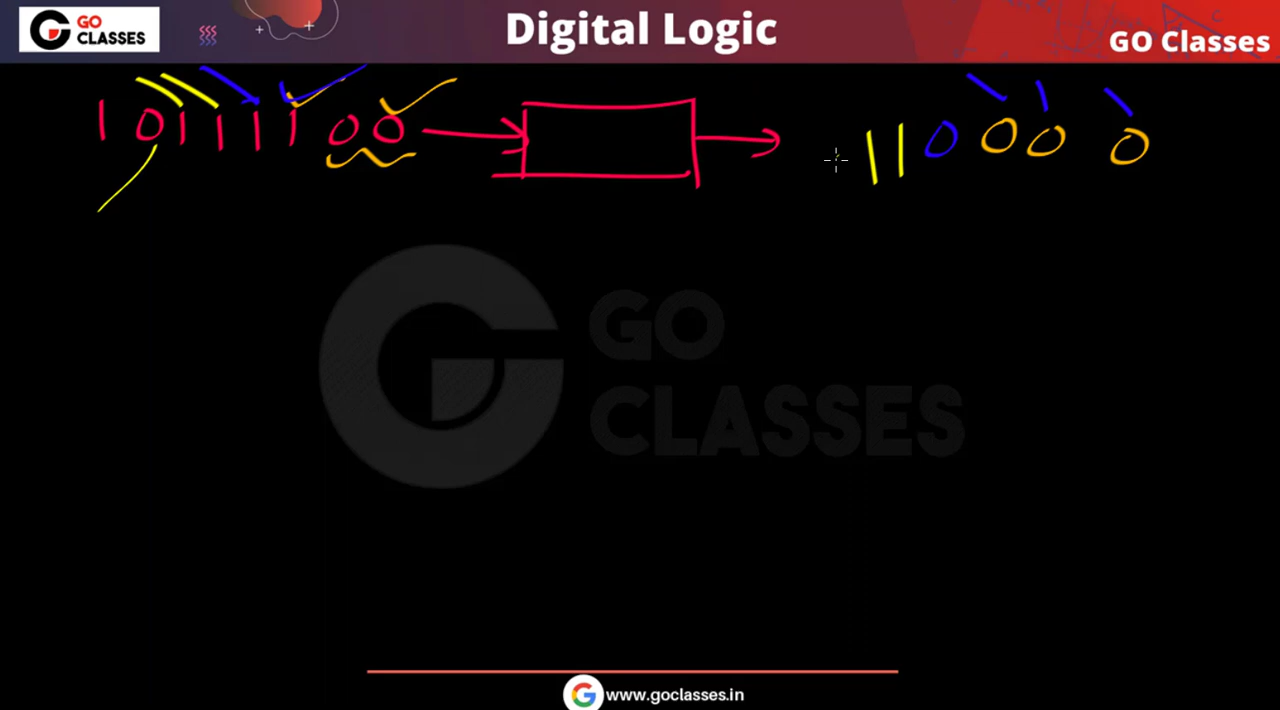 GO
CLASSES
Digital Logic
GO Classes
1 0 1 1 1 1 0 0
1 1 0 0 0 0
GO
CLASSES
www.goclasses.in